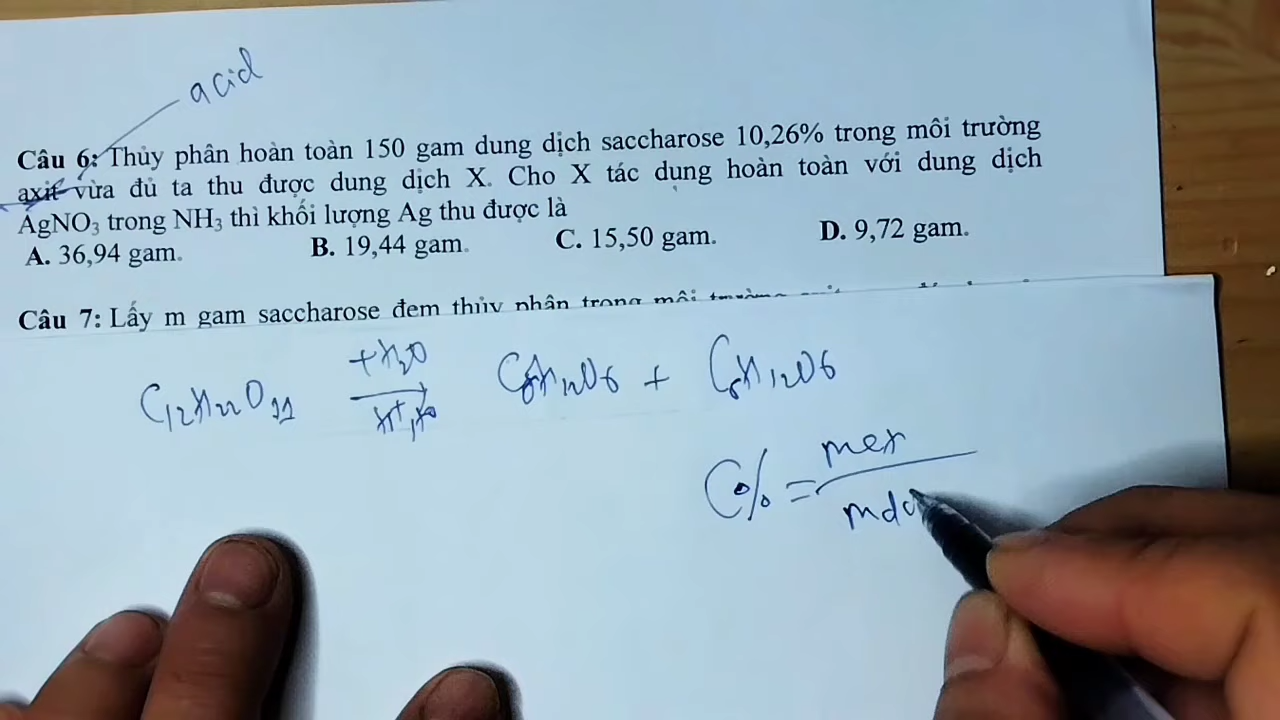 acid
Câu 6: Thủy phân hoàn toàn 150 gam dung dịch saccharose 10,26% trong môi trường
axit vừa đủ ta thu được dung dịch X. Cho X tác dụng hoàn toàn với dung dịch
AgNO₃ trong NH₃ thì khối lượng Ag thu được là
A. 36,94 gam. B. 19,44 gam. C. 15,50 gam. D. 9,72 gam.
Câu 7: Lấy m gam saccharose đem thủy phân trong môi
+H₂O
C₁₂H₂₂O₁₁ → C₆H₁₂O₆ + C₆H₁₂O₆
H⁺,
C% = mct
mdd